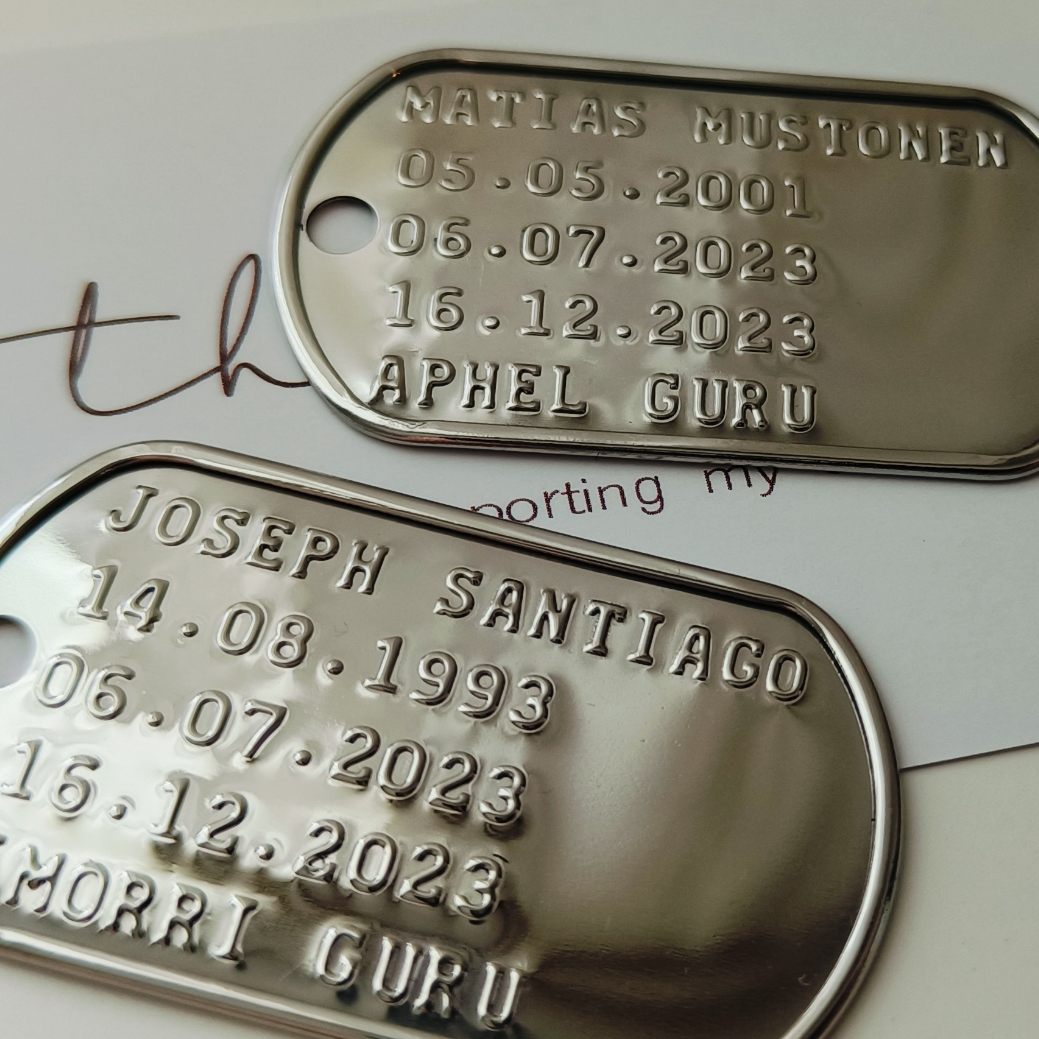 MATIAS MUSTONEN
05.05.2001
06.07.2023
16.12.2023
APHEL GURU
th
porting my
JOSEPH SANTIAGO
14.08.1993
06.07.2023
16.12.2023
MORRI GURU